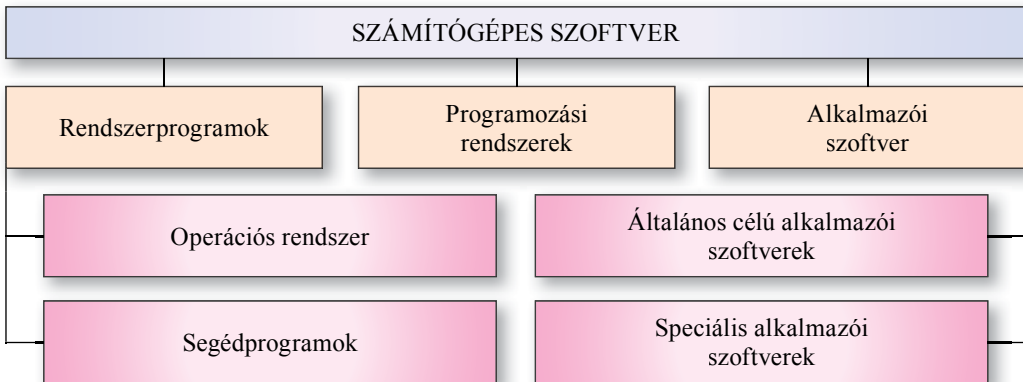 SZÁMÍTÓGÉPES SZOFTVER
Rendszerprogramok
Programozási
rendszerek
Alkalmazói
szoftver
Operációs rendszer
Általános célú alkalmazói
szoftverek
Segédprogramok
Speciális alkalmazói
szoftverek